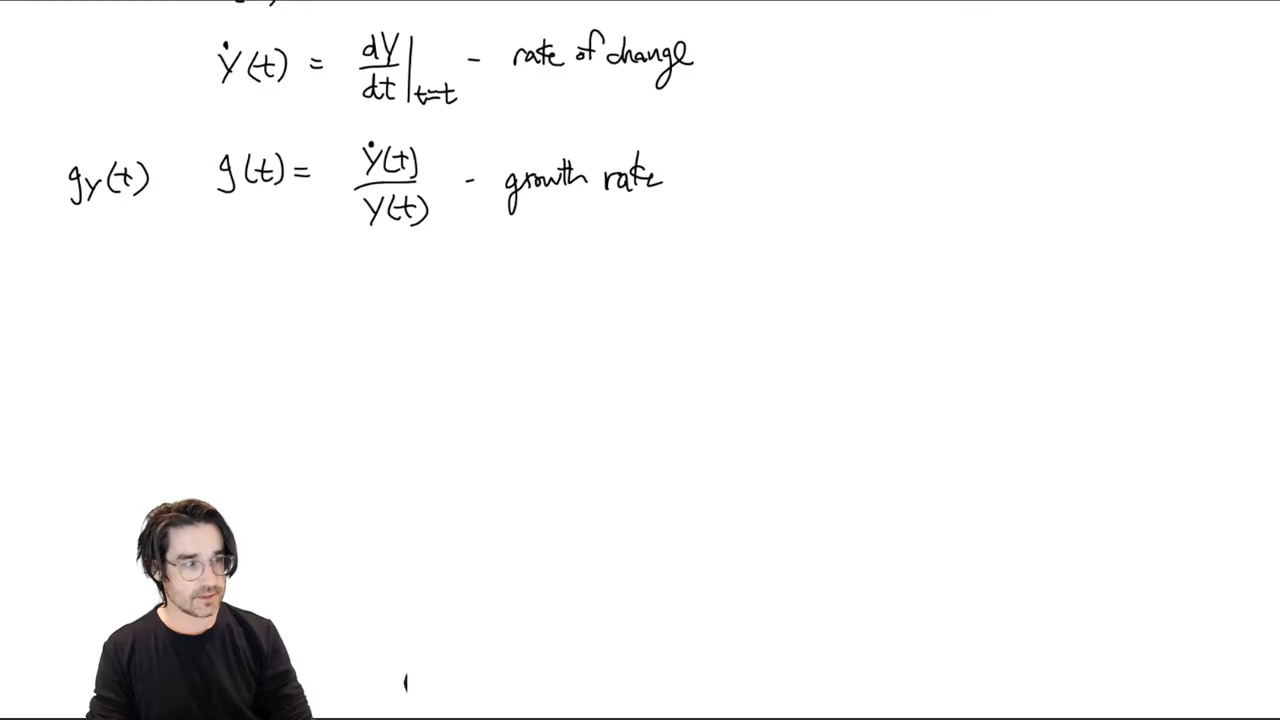 Ẏ(t) = dY/dt |t=t - rate of change
gY(t) g(t) = Ẏ(t)/Y(t) - growth rate